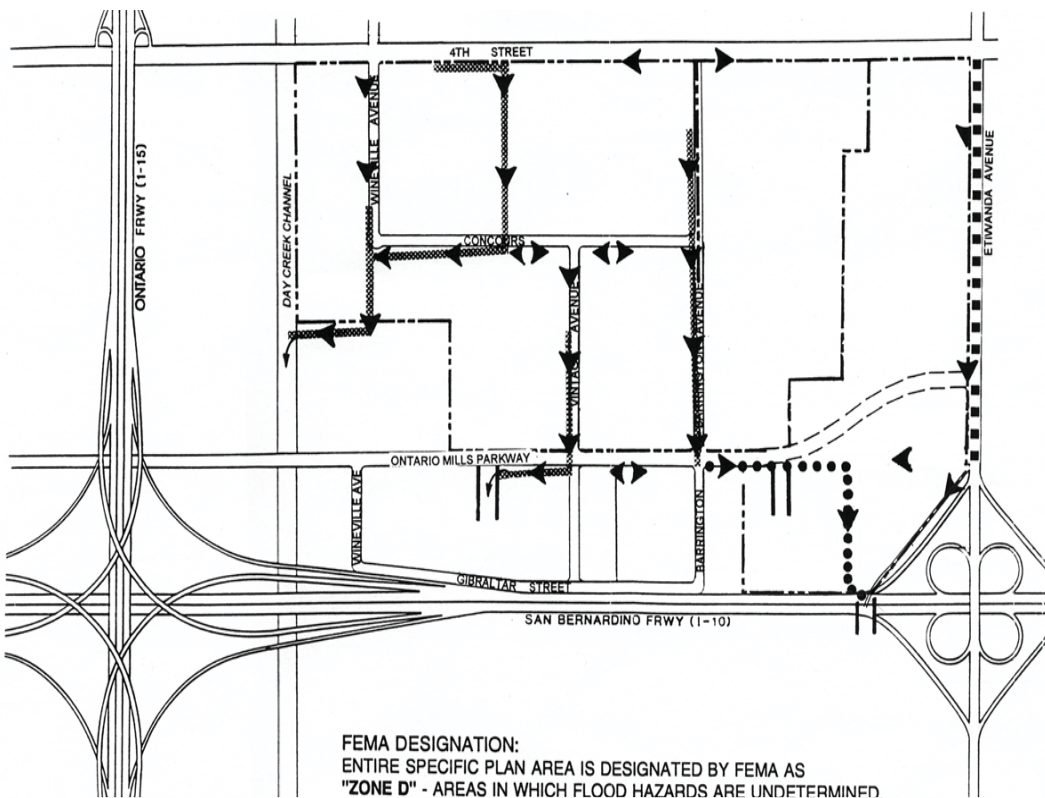 4TH STREET
WINEVILLE AVENUE
ONTARIO FRWY (I-15)
DAY CREEK CHANNEL
ETIWANDA AVENUE
CONCOURS
VINTAGE AVENUE
BARRINGTON AVENUE
ONTARIO MILLS PARKWAY
WINEVILLE AVE
BARRINGTON
GIBRALTAR STREET
SAN BERNARDINO FRWY (I-10)
FEMA DESIGNATION:
ENTIRE SPECIFIC PLAN AREA IS DESIGNATED BY FEMA AS
"ZONE D" - AREAS IN WHICH FLOOD HAZARDS ARE UNDETERMINED